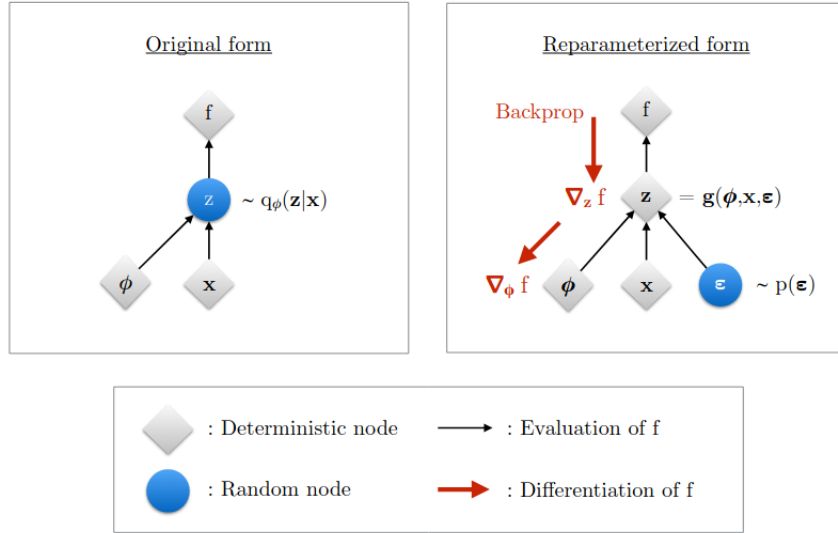 Original form
f
z ~ qϕ(z|x)
ϕ x
Reparameterized form
Backprop f
∇z f z = g(ϕ,x,ε)
∇ϕ f ϕ x ε ~ p(ε)
: Deterministic node
: Evaluation of f
: Random node
: Differentiation of f